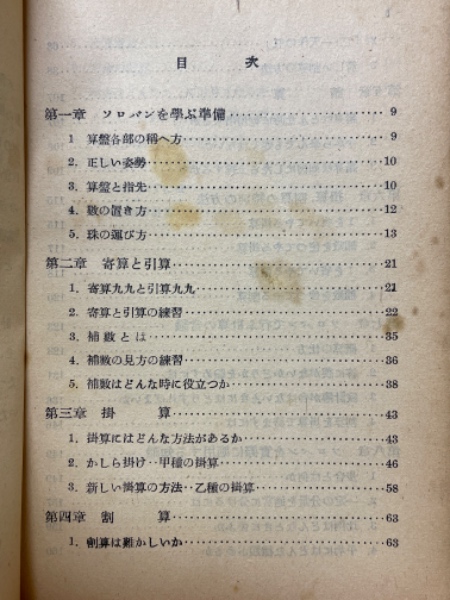 目次
第一章 ソロバンを學ぶ準備 9
1 算盤各部の稱へ方 9
2. 正しい姿勢 10
3. 算盤と指先 10
4. 数の置き方 12
5. 珠の運び方 13
第二章 寄算と引算 21
1. 寄算九九と引算九九 21
2. 寄算と引算の練習 22
3. 補数とは 35
4. 補数の見方の練習 36
5. 補数はどんな時に役立つか 38
第三章 掛算 43
1. 掛算にはどんな方法があるか 43
2. かしら掛け‥甲種の掛算 46
3. 新しい掛算の方法‥乙種の掛算 58
第四章 割算 63
1. 割算は難かしいか 63